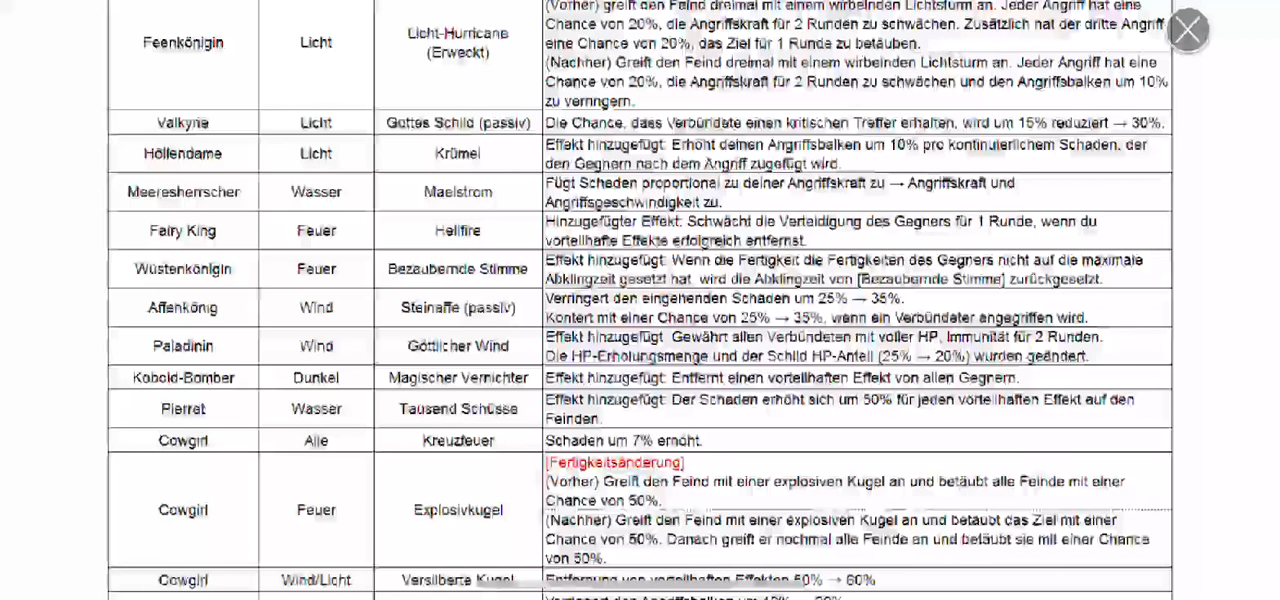 (Vorher) greift den Feind dreimal mit einem wirbelnden Lichtsturm an. Jeder Angriff hat eine
Feenkönigin Licht Licht-Hurricane (Erweckt) Chance von 20%, die Angriffskraft für 2 Runden zu schwächen. Zusätzlich hat der dritte Angriff
eine Chance von 20%, das Ziel für 1 Runde zu betäuben.
(Nachher) Greift den Feind dreimal mit einem wirbelnden Lichtsturm an. Jeder Angriff hat eine
Chance von 20%, die Angriffskraft für 2 Runden zu schwächen und den Angriffsbalken um 10%
zu verringern.
Valkyrie Licht Gottes Schild (passiv) Die Chance, dass Verbündete einen kritischen Treffer erhalten, wird um 15% reduziert → 30%.
Höllendame Licht Krümel Effekt hinzugefügt: Erhöht deinen Angriffsbalken um 10% pro kontinuierlichem Schaden, der
den Gegnern nach dem Angriff zugefügt wird.
Meeresherrscher Wasser Maelstrom Fügt Schaden proportional zu deiner Angriffskraft zu → Angriffskraft und
Angriffsgeschwindigkeit zu.
Fairy King Feuer Hellfire Hinzugefügter Effekt: Schwächt die Verteidigung des Gegners für 1 Runde, wenn du
vorteilhafte Effekte erfolgreich entfernst.
Wüstenkönigin Feuer Bezaubernde Stimme Effekt hinzugefügt: Wenn die Fertigkeit die Fertigkeiten des Gegners nicht auf die maximale
Abklingzeit gesetzt hat, wird die Abklingzeit von [Bezaubernde Stimme] zurückgesetzt.
Affenkönig Wind Steinaffe (passiv) Verringert den eingehenden Schaden um 25% → 35%.
Kontert mit einer Chance von 25% → 35%, wenn ein Verbündeter angegriffen wird.
Paladinin Wind Göttlicher Wind Effekt hinzugefügt: Gewährt allen Verbündeten mit voller HP, Immunität für 2 Runden.
Die HP-Erholungsmenge und der Schild HP-Anteil (25% → 20%) wurden geändert.
Kobold-Bomber Dunkel Magischer Vernichter Effekt hinzugefügt: Entfernt einen vorteilhaften Effekt von allen Gegnern.
Pierret Wasser Tausend Schüsse Effekt hinzugefügt: Der Schaden erhöht sich um 50% für jeden vorteilhaften Effekt auf den
Feinden.
Cowgirl Alle Kreuzfeuer Schaden um 7% erhöht.
[Fertigkeitsänderung]
Cowgirl Feuer Explosivkugel (Vorher) Greift den Feind mit einer explosiven Kugel an und betäubt alle Feinde mit einer
Chance von 50%.
(Nachher) Greift den Feind mit einer explosiven Kugel an und betäubt das Ziel mit einer
Chance von 50%. Danach greift er nochmal alle Feinde an und betäubt sie mit einer Chance
von 50%.
Cowgirl Wind/Licht Versilberte Kugel Entfernung von vorteilhaften Effekten 50% → 60%